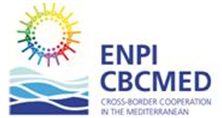 ENPI
CBCMED
CROSS-BORDER COOPERATION
IN THE MEDITERRANEAN